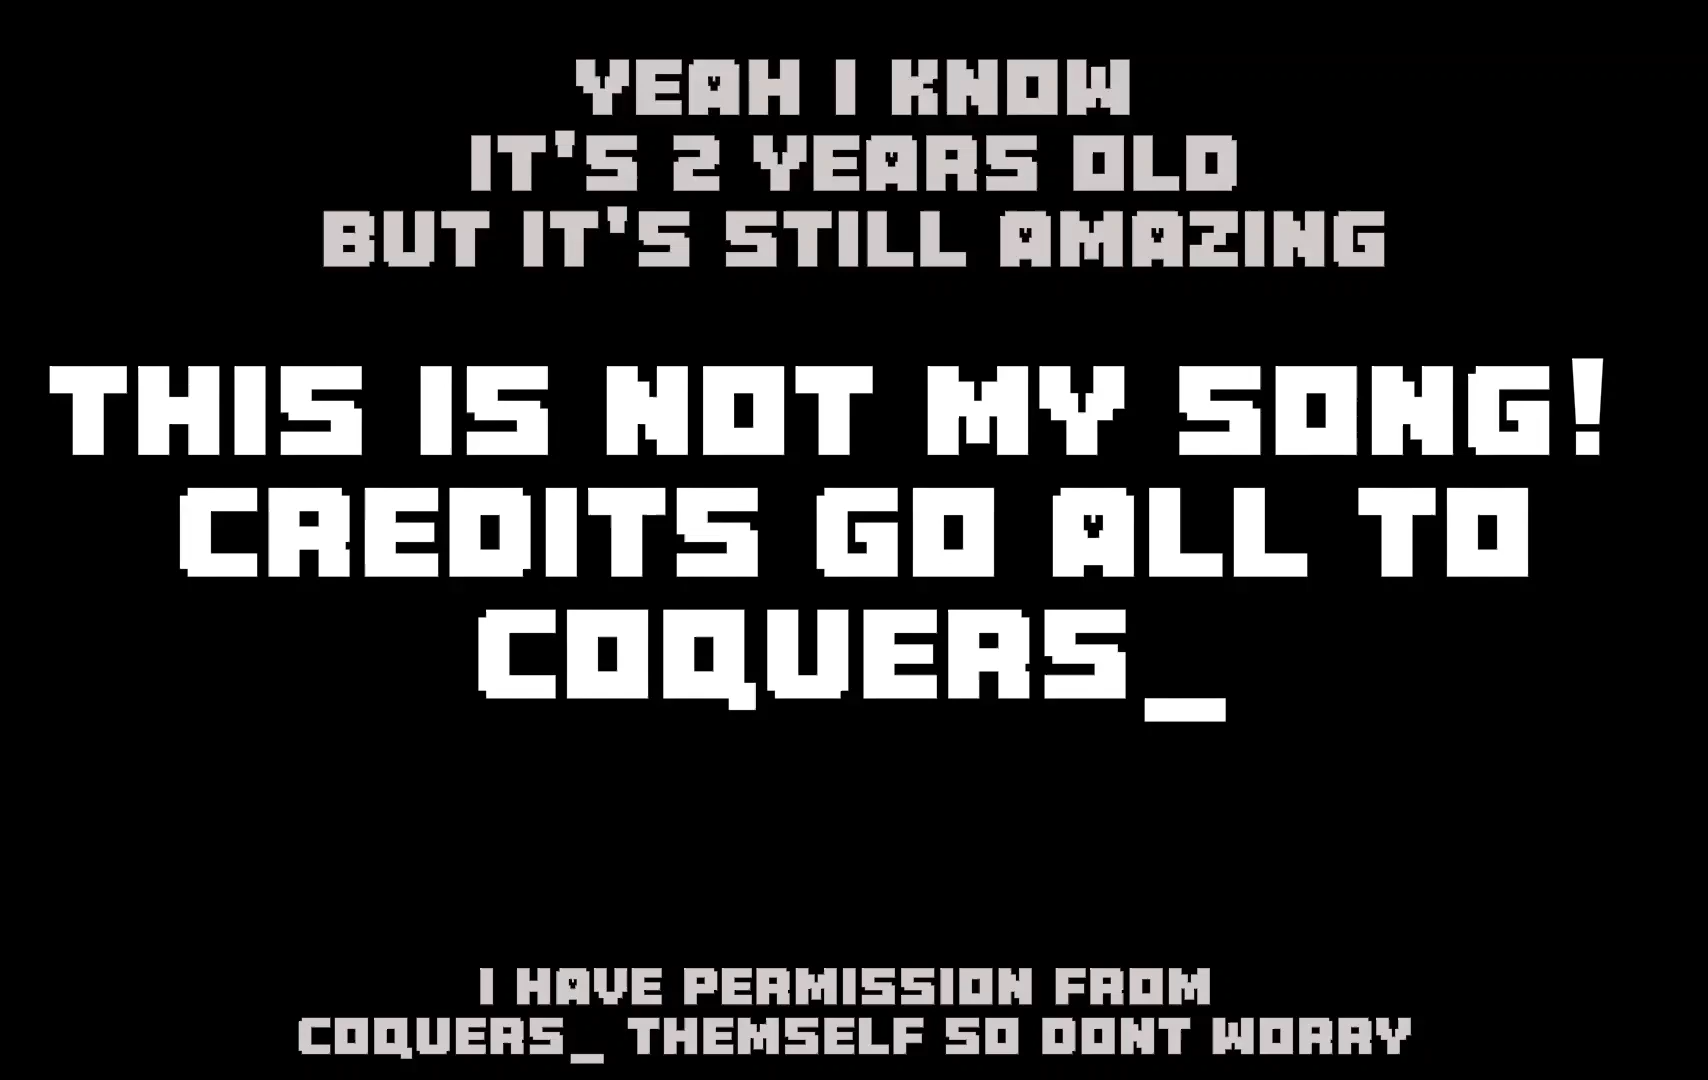 YEAH I KNOW
IT'S 2 YEARS OLD
BUT IT'S STILL AMAZING
THIS IS NOT MY SONG!
CREDITS GO ALL TO
COQUERS_
I HAVE PERMISSION FROM
COQUERS_ THEMSELF SO DONT WORRY